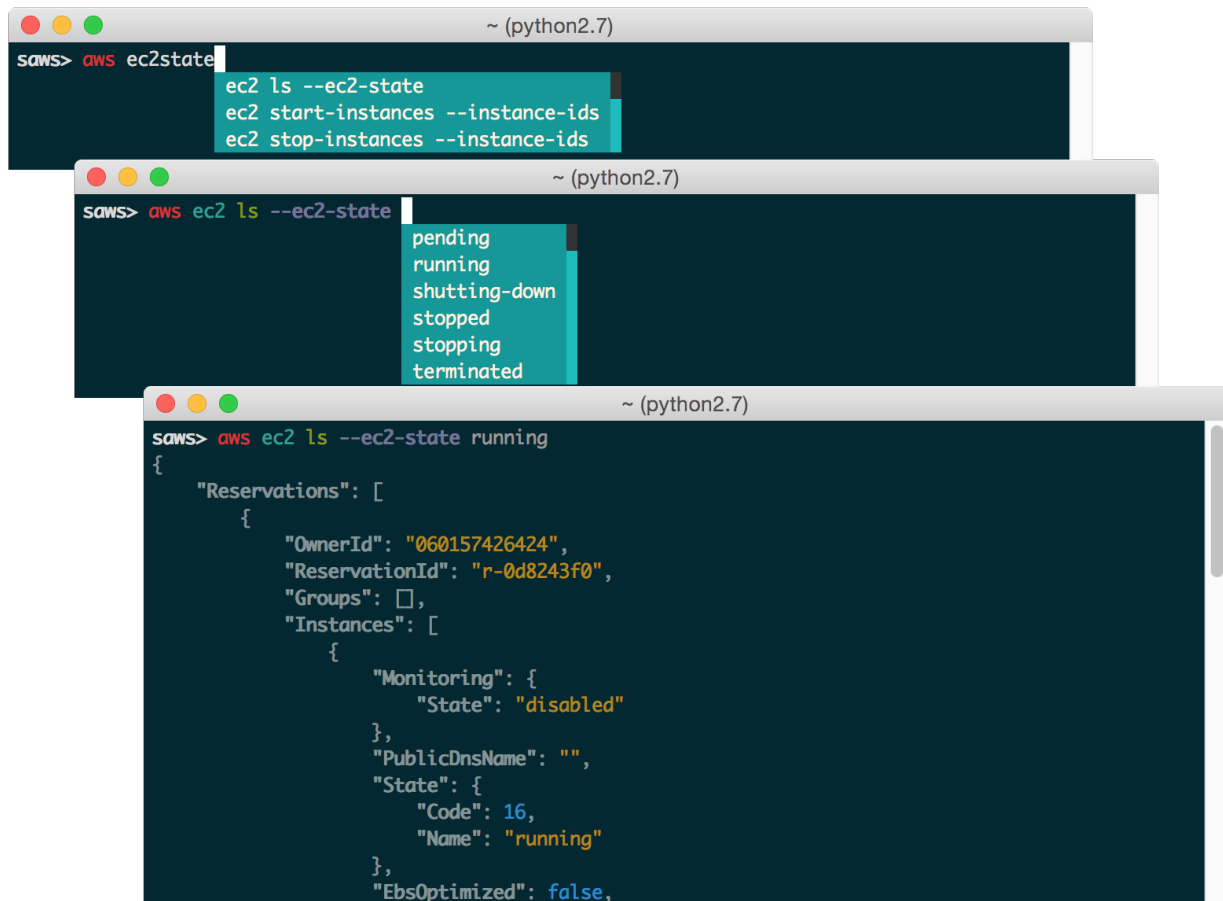 ~ (python2.7)
saws> aws ec2state
ec2 ls --ec2-state
ec2 start-instances --instance-ids
ec2 stop-instances --instance-ids
~ (python2.7)
saws> aws ec2 ls --ec2-state
pending
running
shutting-down
stopped
stopping
terminated
~ (python2.7)
saws> aws ec2 ls --ec2-state running
{
    "Reservations": [
        {
            "OwnerId": "060157426424",
            "ReservationId": "r-0d8243f0",
            "Groups": [],
            "Instances": [
                {
                    "Monitoring": {
                        "State": "disabled"
                    },
                    "PublicDnsName": "",
                    "State": {
                        "Code": 16,
                        "Name": "running"
                    },
                    "EbsOptimized": false,